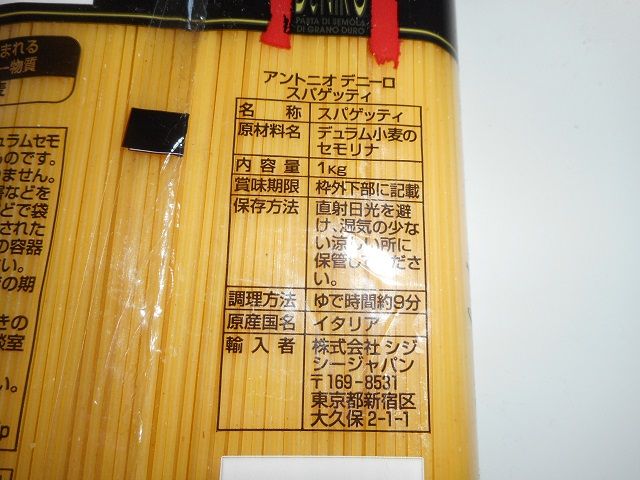 PASTA DI SEMOLA
DI GRANO DURO
まれる
一物質
アントニオ デニーロ
スパゲッティ
名称 スパゲッティ
原材料名 デュラム小麦の
セモリナ
内容量 1kg
賞味期限 枠外下部に記載
保存方法 直射日光を避
け、湿気の少な
い涼しい所に
保管してくださ
い。
調理方法 ゆで時間約9分
原産国名 イタリア
輸入者 株式会社 シジ
シージャパン
〒169-8531
東京都新宿区
大久保2-1-1
ュラムセモ
ものです。
ません。
などを
どで袋
された
の容器
い。
の期
きの
談室
い。